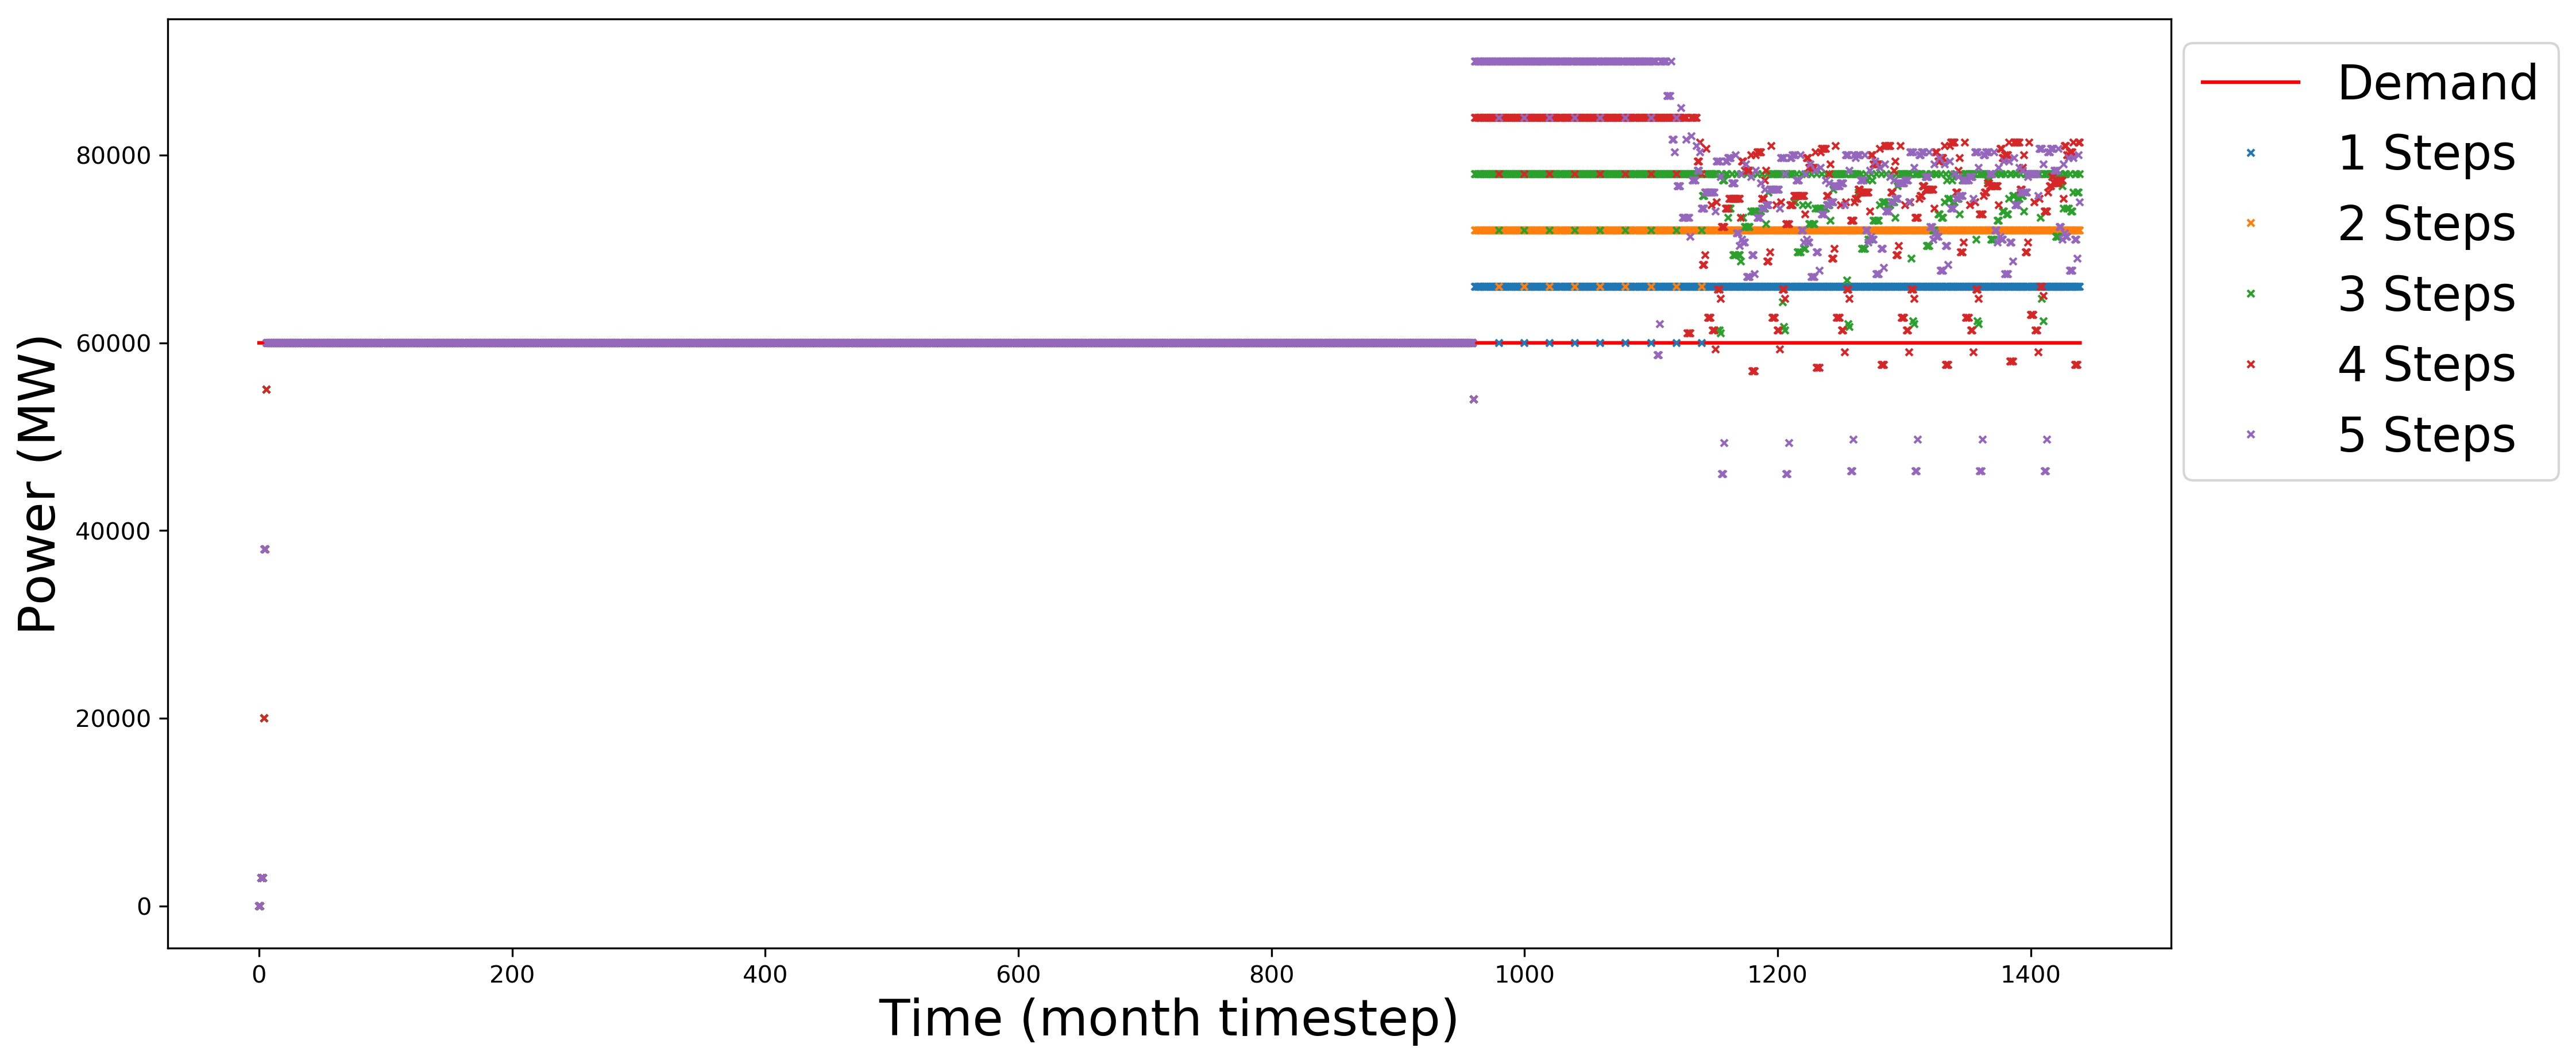 Power (MW)
80000
60000
40000
20000
0
0 200 400 600 800 1000 1200 1400
Time (month timestep)
Demand
1 Steps
2 Steps
3 Steps
4 Steps
5 Steps